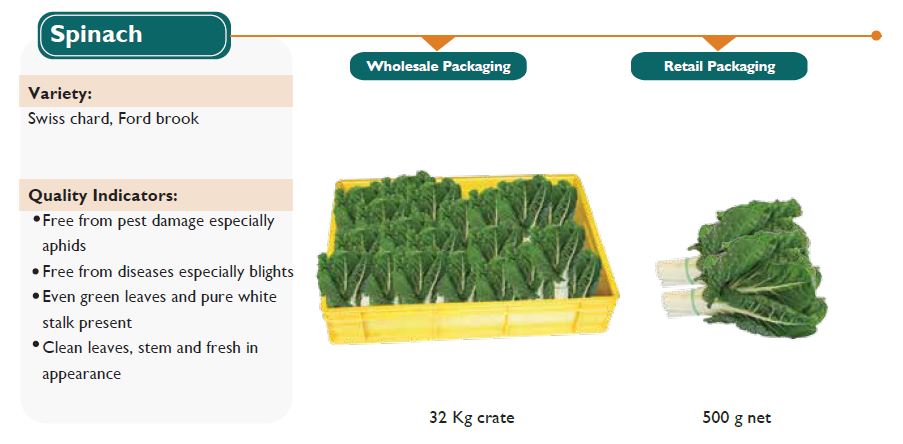 Spinach
Wholesale Packaging
Retail Packaging
Variety:
Swiss chard, Ford brook
Quality Indicators:
•Free from pest damage especially
aphids
•Free from diseases especially blights
•Even green leaves and pure white
stalk present
•Clean leaves, stem and fresh in
appearance
32 Kg crate
500 g net